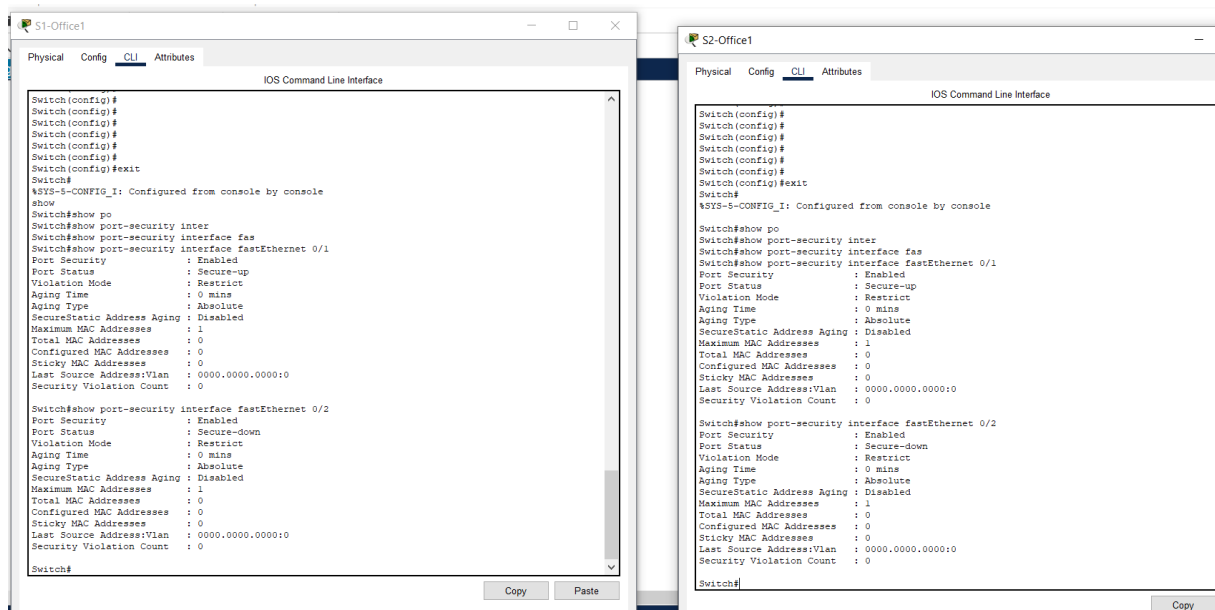 S1-Office1
Physical Config CLI Attributes
IOS Command Line Interface
Switch(config)#
Switch(config)#
Switch(config)#
Switch(config)#
Switch(config)#
Switch(config)#
Switch(config)#exit
Switch#
%SYS-5-CONFIG_I: Configured from console by console
show
Switch#show po
Switch#show port-security inter
Switch#show port-security interface fas
Switch#show port-security interface fastEthernet 0/1
Port Security : Enabled
Port Status : Secure-up
Violation Mode : Restrict
Aging Time : 0 mins
Aging Type : Absolute
SecureStatic Address Aging : Disabled
Maximum MAC Addresses : 1
Total MAC Addresses : 0
Configured MAC Addresses : 0
Sticky MAC Addresses : 0
Last Source Address:Vlan : 0000.0000.0000:0
Security Violation Count : 0
Switch#show port-security interface fastEthernet 0/2
Port Security : Enabled
Port Status : Secure-down
Violation Mode : Restrict
Aging Time : 0 mins
Aging Type : Absolute
SecureStatic Address Aging : Disabled
Maximum MAC Addresses : 1
Total MAC Addresses : 0
Configured MAC Addresses : 0
Sticky MAC Addresses : 0
Last Source Address:Vlan : 0000.0000.0000:0
Security Violation Count : 0
Switch#
Copy Paste
S2-Office1
Physical Config CLI Attributes
IOS Command Line Interface
Switch(config)#
Switch(config)#
Switch(config)#
Switch(config)#
Switch(config)#
Switch(config)#
Switch(config)#exit
Switch#
%SYS-5-CONFIG_I: Configured from console by console
Switch#show po
Switch#show port-security inter
Switch#show port-security interface fas
Switch#show port-security interface fastEthernet 0/1
Port Security : Enabled
Port Status : Secure-up
Violation Mode : Restrict
Aging Time : 0 mins
Aging Type : Absolute
SecureStatic Address Aging : Disabled
Maximum MAC Addresses : 1
Total MAC Addresses : 0
Configured MAC Addresses : 0
Sticky MAC Addresses : 0
Last Source Address:Vlan : 0000.0000.0000:0
Security Violation Count : 0
Switch#show port-security interface fastEthernet 0/2
Port Security : Enabled
Port Status : Secure-down
Violation Mode : Restrict
Aging Time : 0 mins
Aging Type : Absolute
SecureStatic Address Aging : Disabled
Maximum MAC Addresses : 1
Total MAC Addresses : 0
Configured MAC Addresses : 0
Sticky MAC Addresses : 0
Last Source Address:Vlan : 0000.0000.0000:0
Security Violation Count : 0
Switch#
Copy